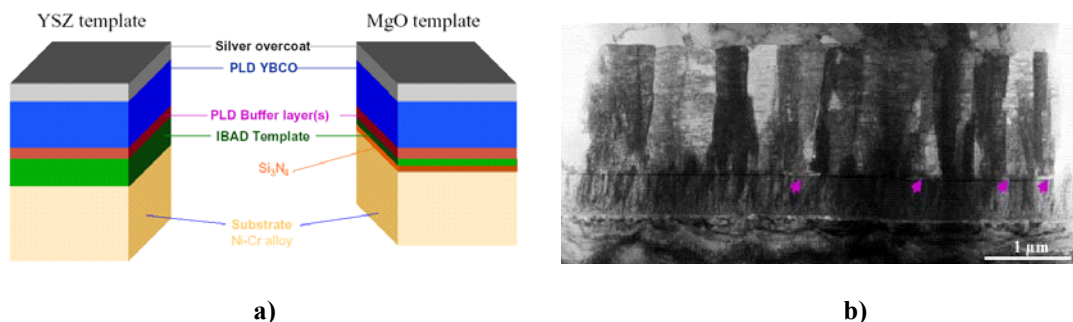 YSZ template
MgO template
Silver overcoat
PLD YBCO
PLD Buffer layer(s)
IBAD Template
Si₃N₄
Substrate
Ni-Cr alloy
1 μm
a)
b)